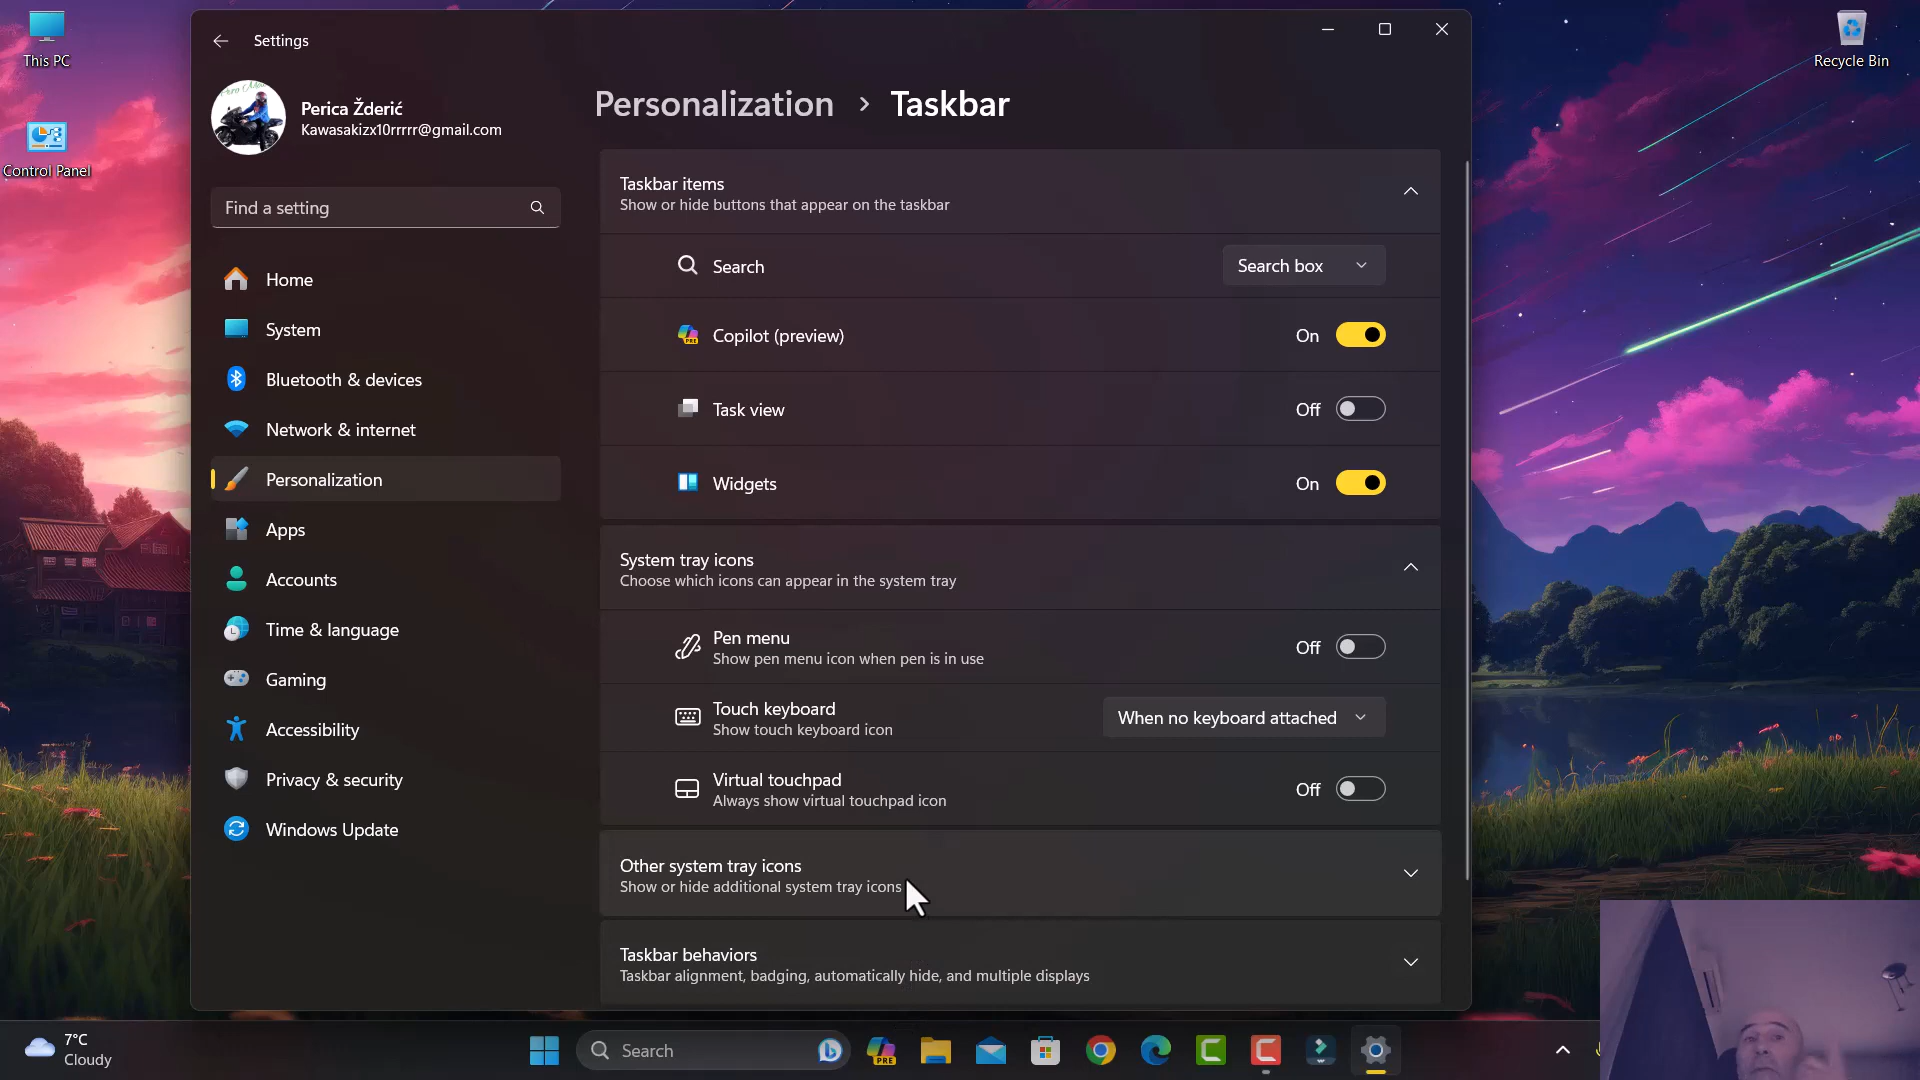 This PC
Control Panel
Recycle Bin
Settings
Perica Žderić
Kawasakizx10rrrrr@gmail.com
Find a setting
Home
System
Bluetooth & devices
Network & internet
Personalization
Apps
Accounts
Time & language
Gaming
Accessibility
Privacy & security
Windows Update
Personalization > Taskbar
Taskbar items
Show or hide buttons that appear on the taskbar
Search
Search box
Copilot (preview)
On
Task view
Off
Widgets
On
System tray icons
Choose which icons can appear in the system tray
Pen menu
Show pen menu icon when pen is in use
Off
Touch keyboard
Show touch keyboard icon
When no keyboard attached
Virtual touchpad
Always show virtual touchpad icon
Off
Other system tray icons
Show or hide additional system tray icons
Taskbar behaviors
Taskbar alignment, badging, automatically hide, and multiple displays
7°C
Cloudy
Search
PRE